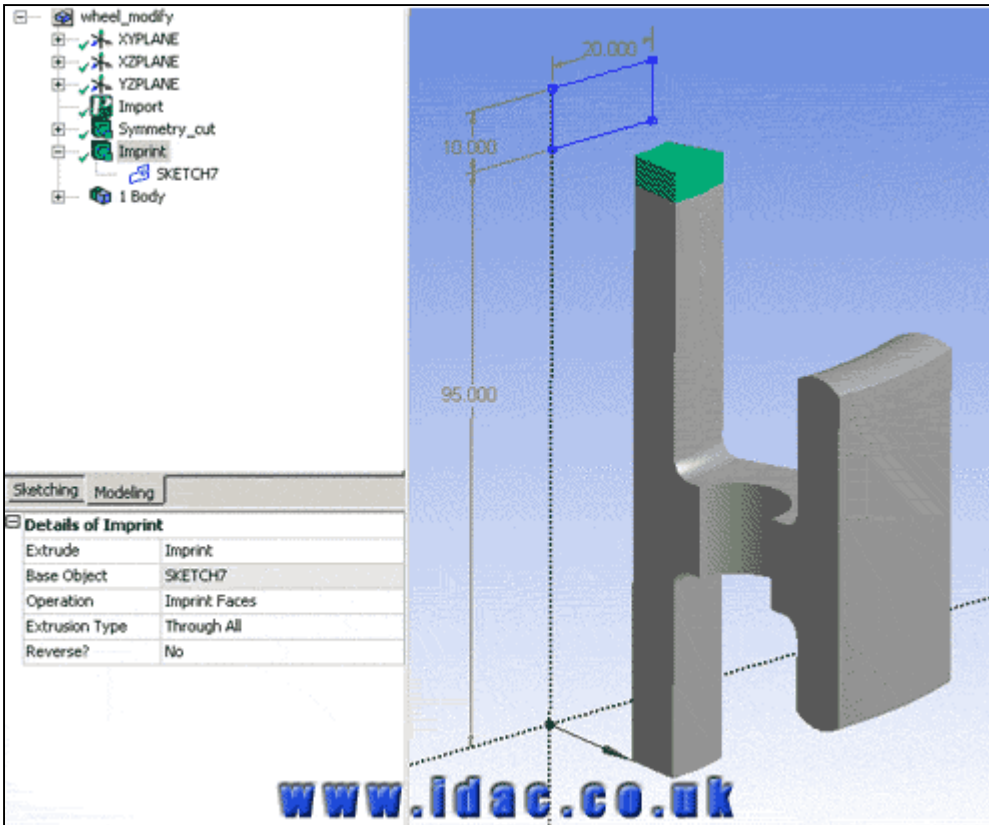 wheel_modify
XYPLANE
XZPLANE
YZPLANE
Import
Symmetry_cut
Imprint
SKETCH7
1 Body
Sketching Modeling
Details of Imprint
Extrude Imprint
Base Object SKETCH7
Operation Imprint Faces
Extrusion Type Through All
Reverse? No
20.000
10.000
95.000
www.idac.co.uk